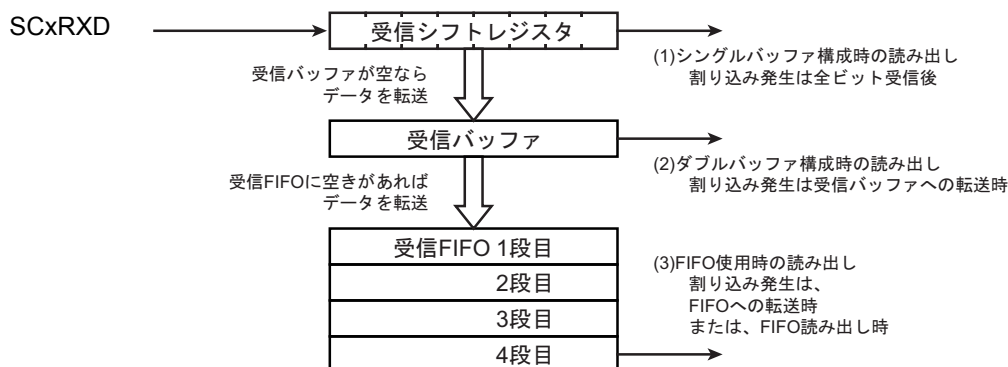 SCxRXD
受信シフトレジスタ
(1)シングルバッファ構成時の読み出し
割り込み発生は全ビット受信後
受信バッファが空なら
データを転送
受信バッファ
(2)ダブルバッファ構成時の読み出し
割り込み発生は受信バッファへの転送時
受信FIFOに空きがあれば
データを転送
受信FIFO 1段目
2段目
3段目
4段目
(3)FIFO使用時の読み出し
割り込み発生は、
FIFOへの転送時
または、FIFO読み出し時